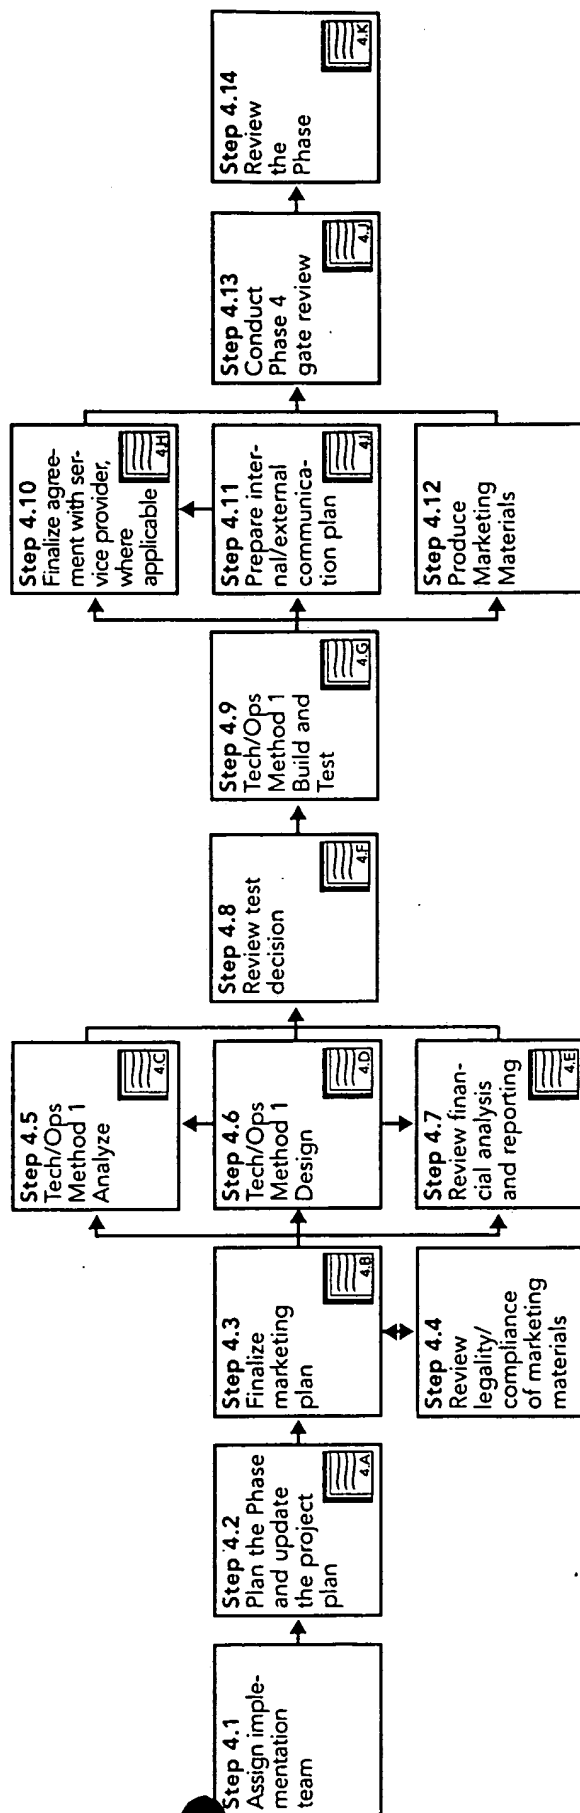 Step 4.1
Assign imple-
mentation
team
Step 4.2
Plan the Phase
and update
the project
plan
4.A
Step 4.3
Finalize
marketing
plan
4.B
Step 4.4
Review
legality/
compliance
of marketing
materials
Step 4.5
Tech/Ops
Method 1
Analyze
4.C
Step 4.6
Tech/Ops
Method 1
Design
4.D
Step 4.7
Review finan-
cial analysis
and reporting
4.E
Step 4.8
Review test
decision
4.F
Step 4.9
Tech/Ops
Method 1
Build and
Test
4.G
Step 4.10
Finalize agree-
ment with ser-
vice provider,
where
applicable
4.H
Step 4.11
Prepare inter-
nal/external
communica-
tion plan
4.I
Step 4.12
Produce
Marketing
Materials
Step 4.13
Conduct
Phase 4
gate review
4.J
Step 4.14
Review
the
Phase
4.K